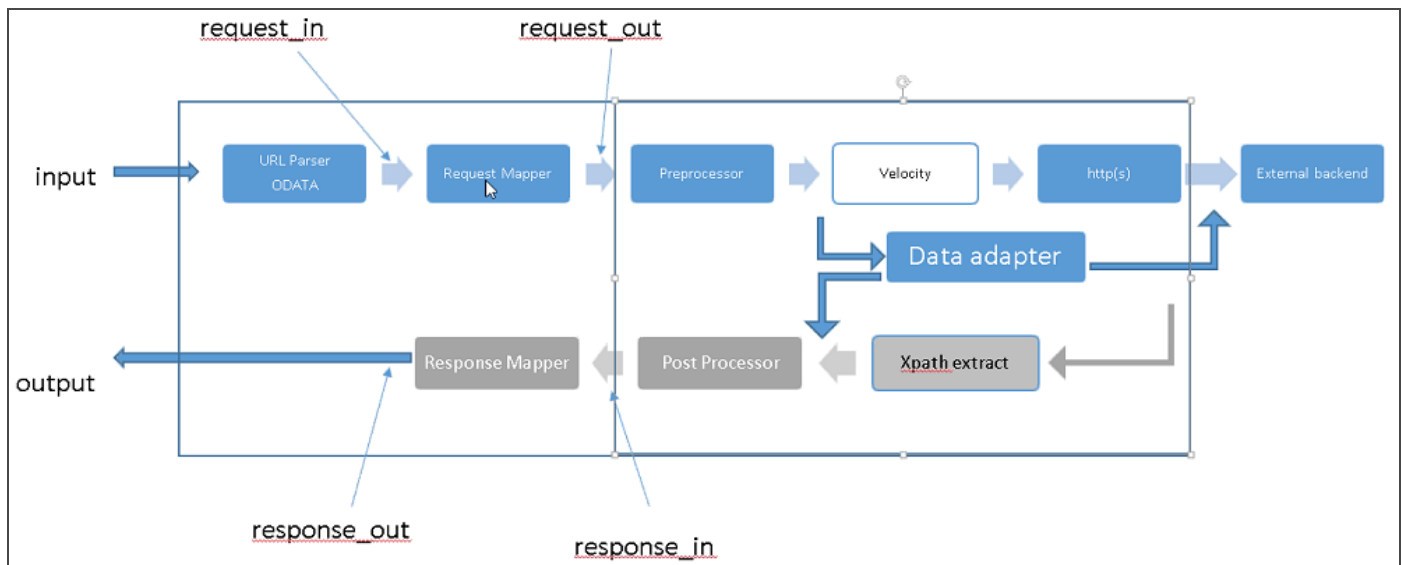 request_in
request_out
input
URL Parser
ODATA
Request Mapper
Preprocessor
Velocity
http(s)
External backend
Data adapter
output
Response Mapper
Post Processor
Xpath extract
response_out
response_in